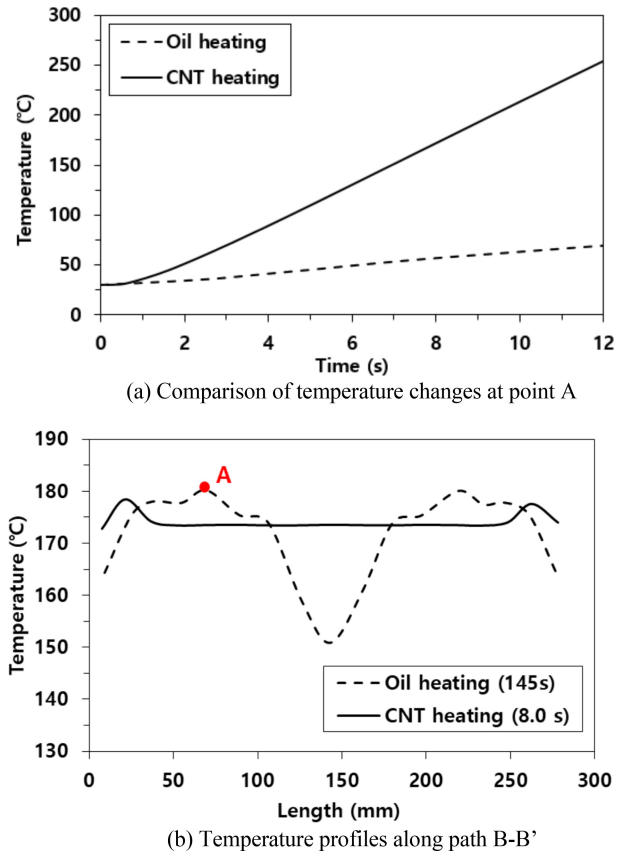 300
250
200
150
100
50
0
Temperature (℃)
Oil heating
CNT heating
0 2 4 6 8 10 12
Time (s)
(a) Comparison of temperature changes at point A
190
180
170
160
150
140
130
Temperature (℃)
A
Oil heating (145s)
CNT heating (8.0 s)
0 50 100 150 200 250 300
Length (mm)
(b) Temperature profiles along path B-B’